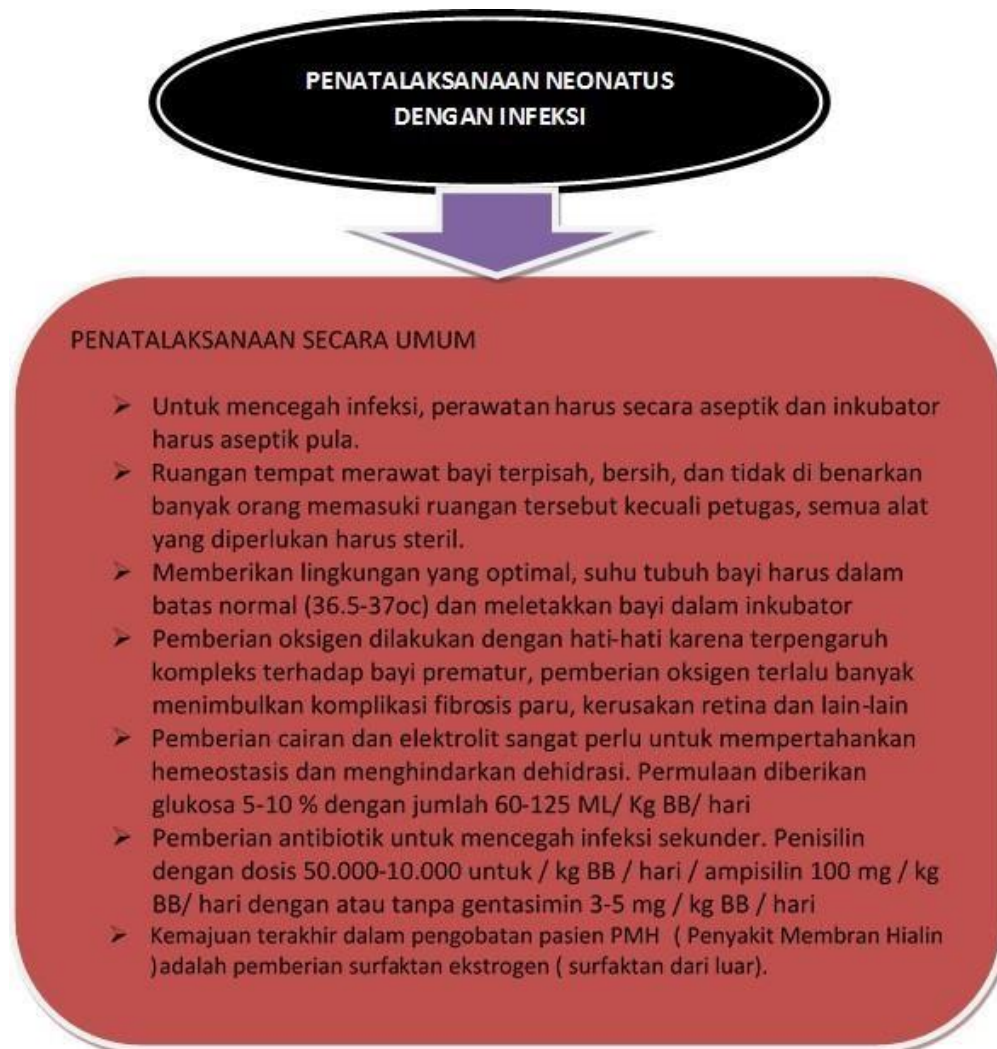 PENATALAKSANAAN NEONATUS
DENGAN INFEKSI
PENATALAKSANAAN SECARA UMUM
➢ Untuk mencegah infeksi, perawatan harus secara aseptik dan inkubator
harus aseptik pula.
➢ Ruangan tempat merawat bayi terpisah, bersih, dan tidak di benarkan
banyak orang memasuki ruangan tersebut kecuali petugas, semua alat
yang diperlukan harus steril.
➢ Memberikan lingkungan yang optimal, suhu tubuh bayi harus dalam
batas normal (36.5-37oc) dan meletakkan bayi dalam inkubator
➢ Pemberian oksigen dilakukan dengan hati-hati karena terpengaruh
kompleks terhadap bayi prematur, pemberian oksigen terlalu banyak
menimbulkan komplikasi fibrosis paru, kerusakan retina dan lain-lain
➢ Pemberian cairan dan elektrolit sangat perlu untuk mempertahankan
hemeostasis dan menghindarkan dehidrasi. Permulaan diberikan
glukosa 5-10 % dengan jumlah 60-125 ML/ Kg BB/ hari
➢ Pemberian antibiotik untuk mencegah infeksi sekunder. Penisilin
dengan dosis 50.000-10.000 untuk / kg BB / hari / ampisilin 100 mg / kg
BB/ hari dengan atau tanpa gentasimin 3-5 mg / kg BB / hari
➢ Kemajuan terakhir dalam pengobatan pasien PMH ( Penyakit Membran Hialin
)adalah pemberian surfaktan ekstrogen ( surfaktan dari luar).